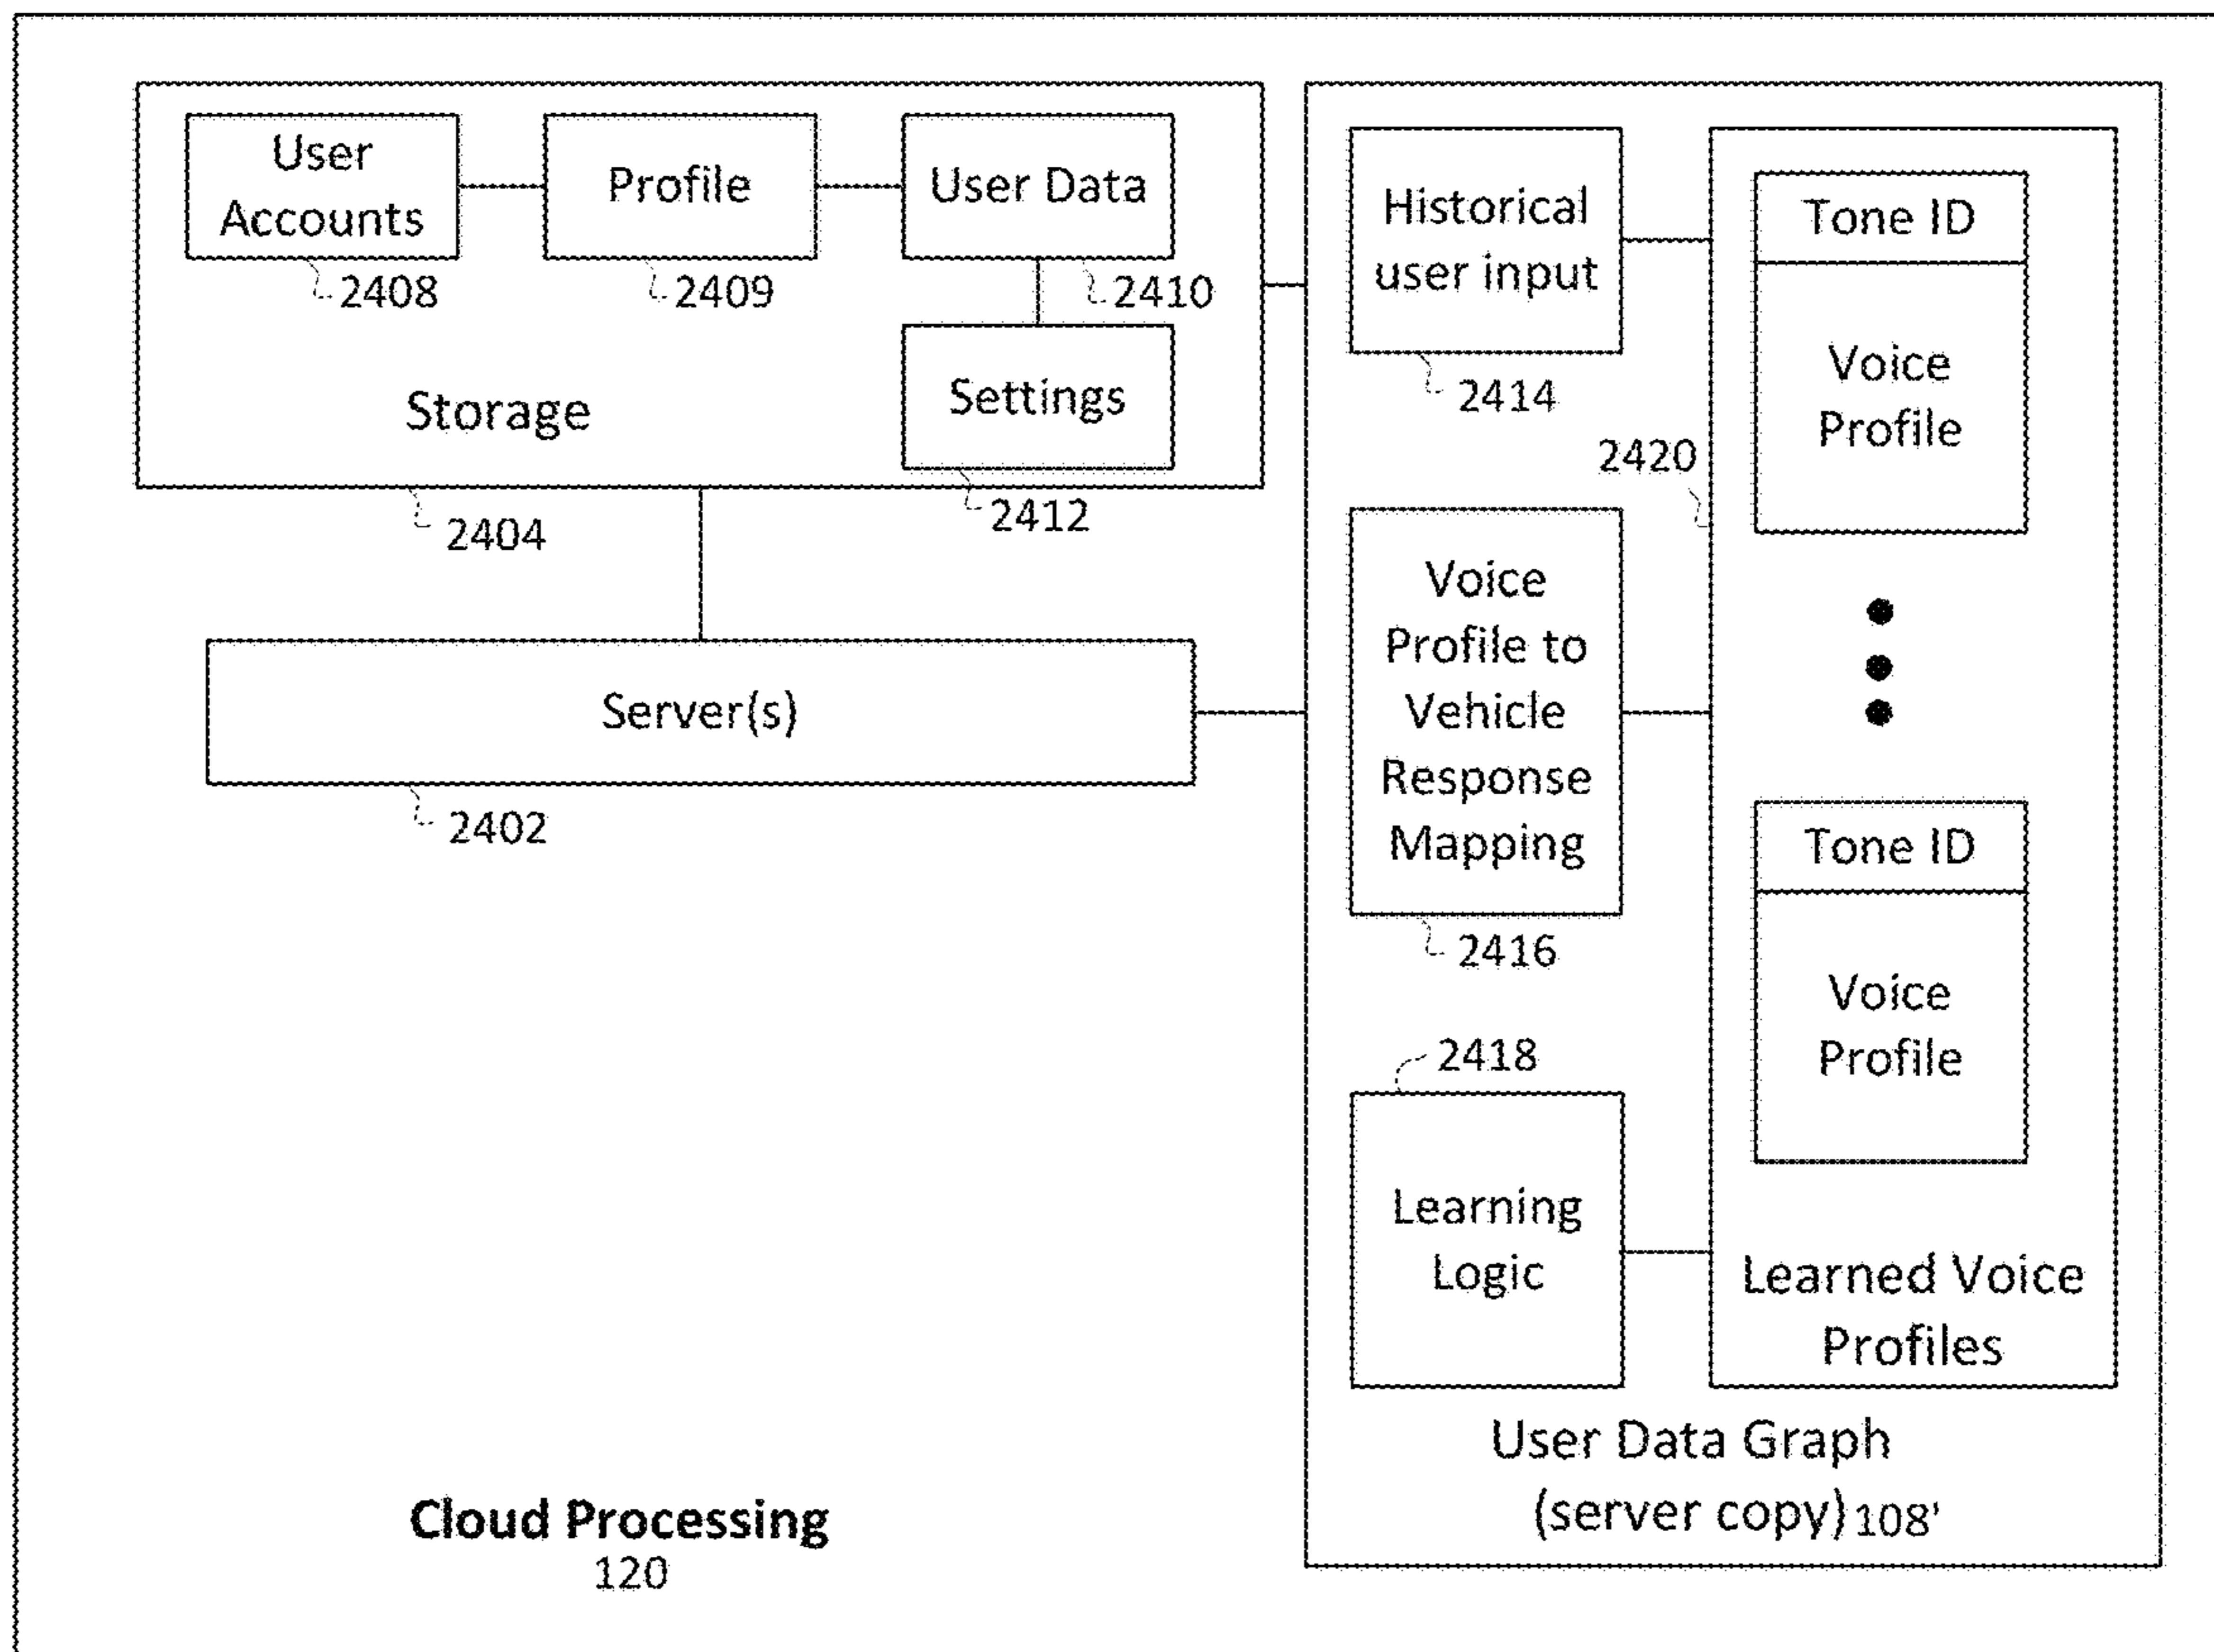 User
Accounts
2408
Profile
2409
User Data
2410
Settings
2412
Storage
2404
Server(s)
2402
Historical
user input
2414
Voice
Profile to
Vehicle
Response
Mapping
2416
2418
Learning
Logic
2420
Tone ID
Voice
Profile
Tone ID
Voice
Profile
Learned Voice
Profiles
User Data Graph
(server copy) 108'
Cloud Processing
120